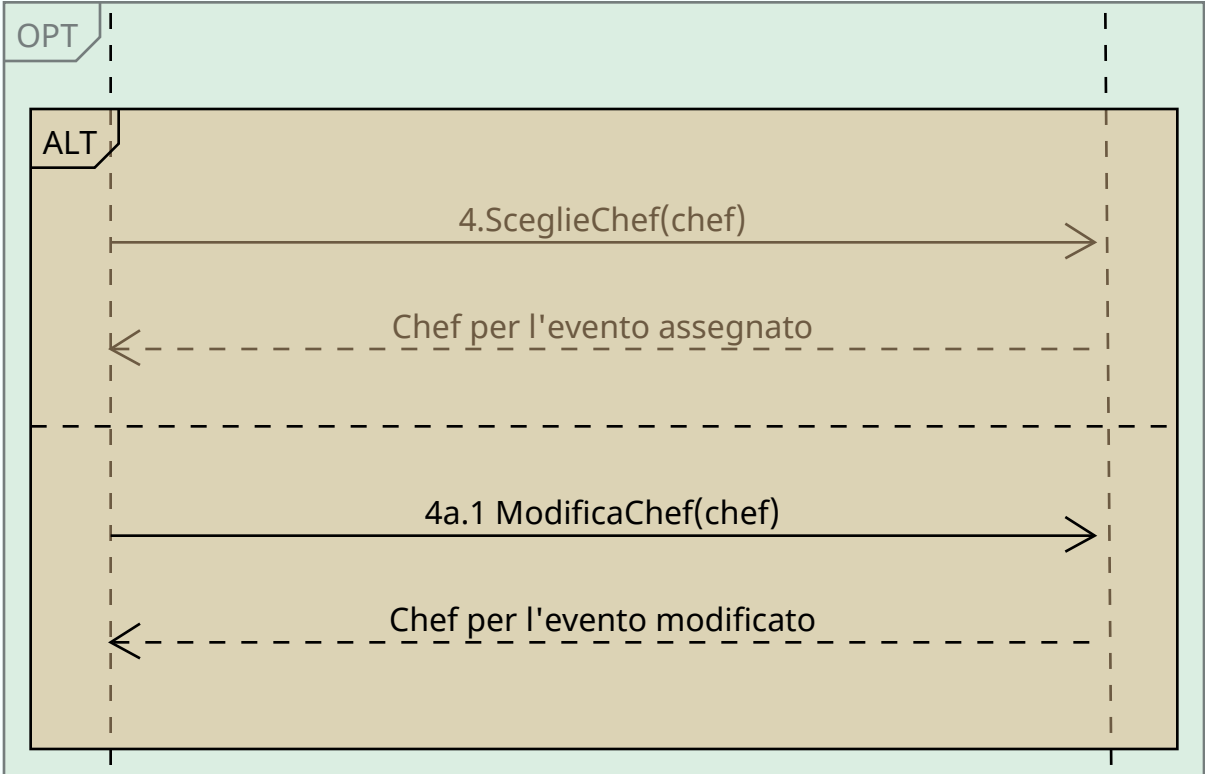 OPT
ALT
4.SceglieChef(chef)
Chef per l'evento assegnato
4a.1 ModificaChef(chef)
Chef per l'evento modificato